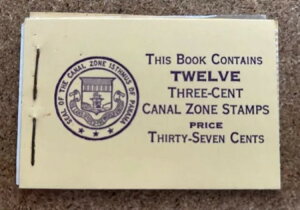 SEAL OF THE CANAL ZONE ISTHMUS OF PANAMA
THIS BOOK CONTAINS
TWELVE
THREE-CENT
CANAL ZONE STAMPS
PRICE
THIRTY-SEVEN CENTS